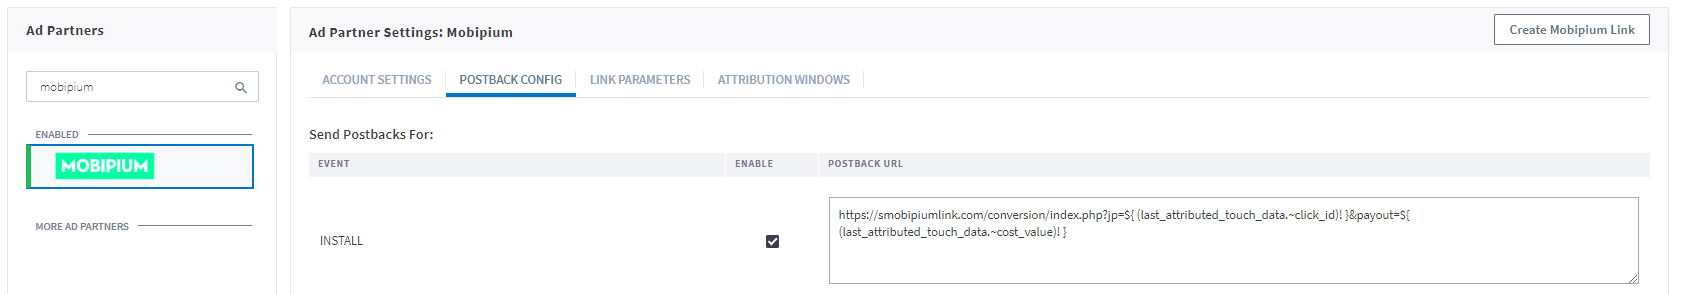 Ad Partners
mobipium
ENABLED
MOBIPIUM
MORE AD PARTNERS
Ad Partner Settings: Mobipium
Create Mobipium Link
ACCOUNT SETTINGS
POSTBACK CONFIG
LINK PARAMETERS
ATTRIBUTION WINDOWS
Send Postbacks For:
EVENT
ENABLE
POSTBACK URL
INSTALL
https://smobipiumlink.com/conversion/index.php?jp=${ (last_attributed_touch_data.~click_id)! }&payout=${
(last_attributed_touch_data.~cost_value)! }